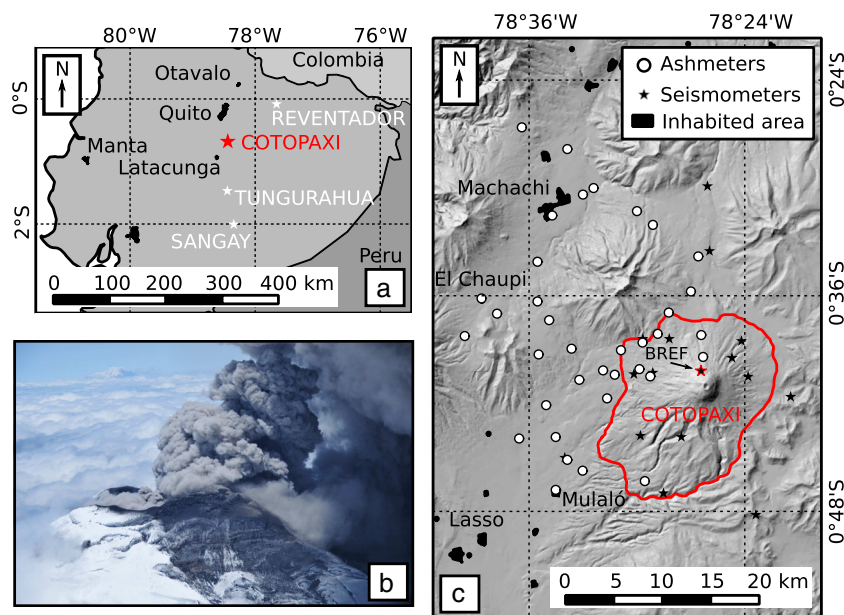 80°W
78°W
76°W
N
Colombia
Otavalo
0°S
Quito
REVENTADOR
COTOPAXI
Manta
Latacunga
TUNGURAHUA
2°S
SANGAY
Peru
0 100 200 300 400 km
a
b
78°36'W
78°24'W
N
Ashmeters
Seismometers
Inhabited area
0°24'S
Machachi
El Chaupi
0°36'S
BREF
COTOPAXI
Mulaló
0°48'S
Lasso
0 5 10 15 20 km
c